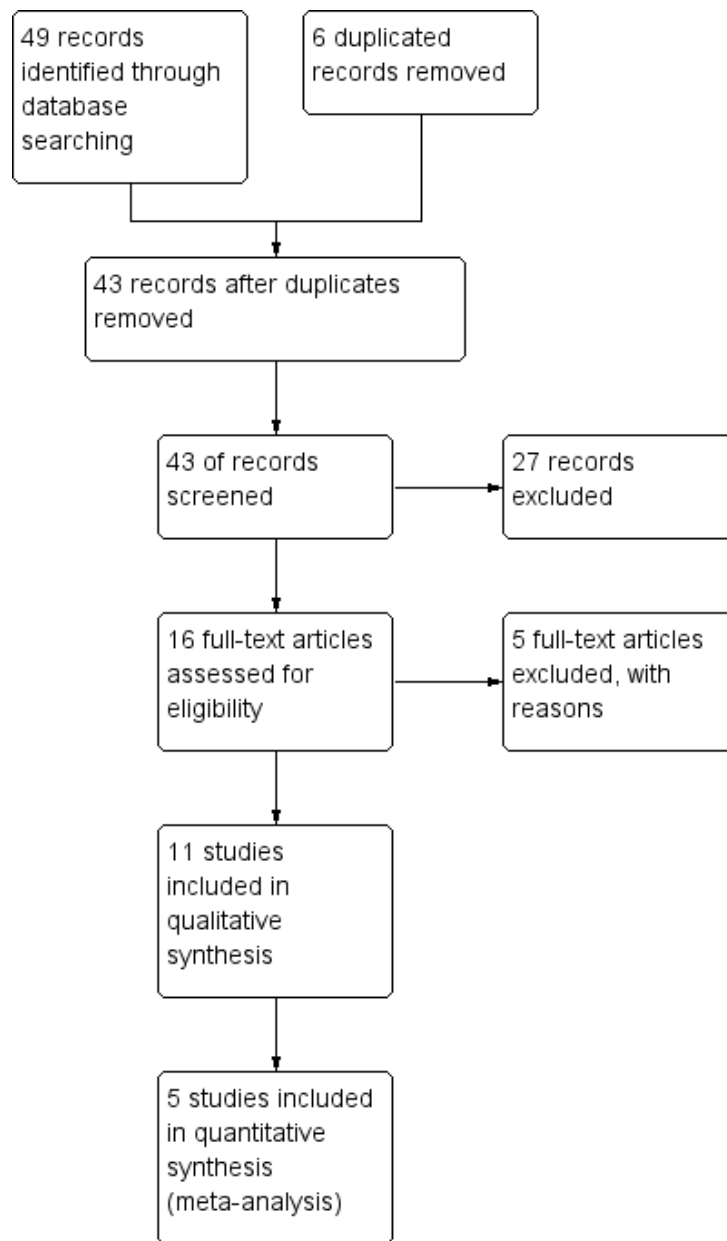 49 records
identified through
database
searching
6 duplicated
records removed
43 records after duplicates
removed
43 of records
screened
27 records
excluded
16 full-text articles
assessed for
eligibility
5 full-text articles
excluded, with
reasons
11 studies
included in
qualitative
synthesis
5 studies included
in quantitative
synthesis
(meta-analysis)